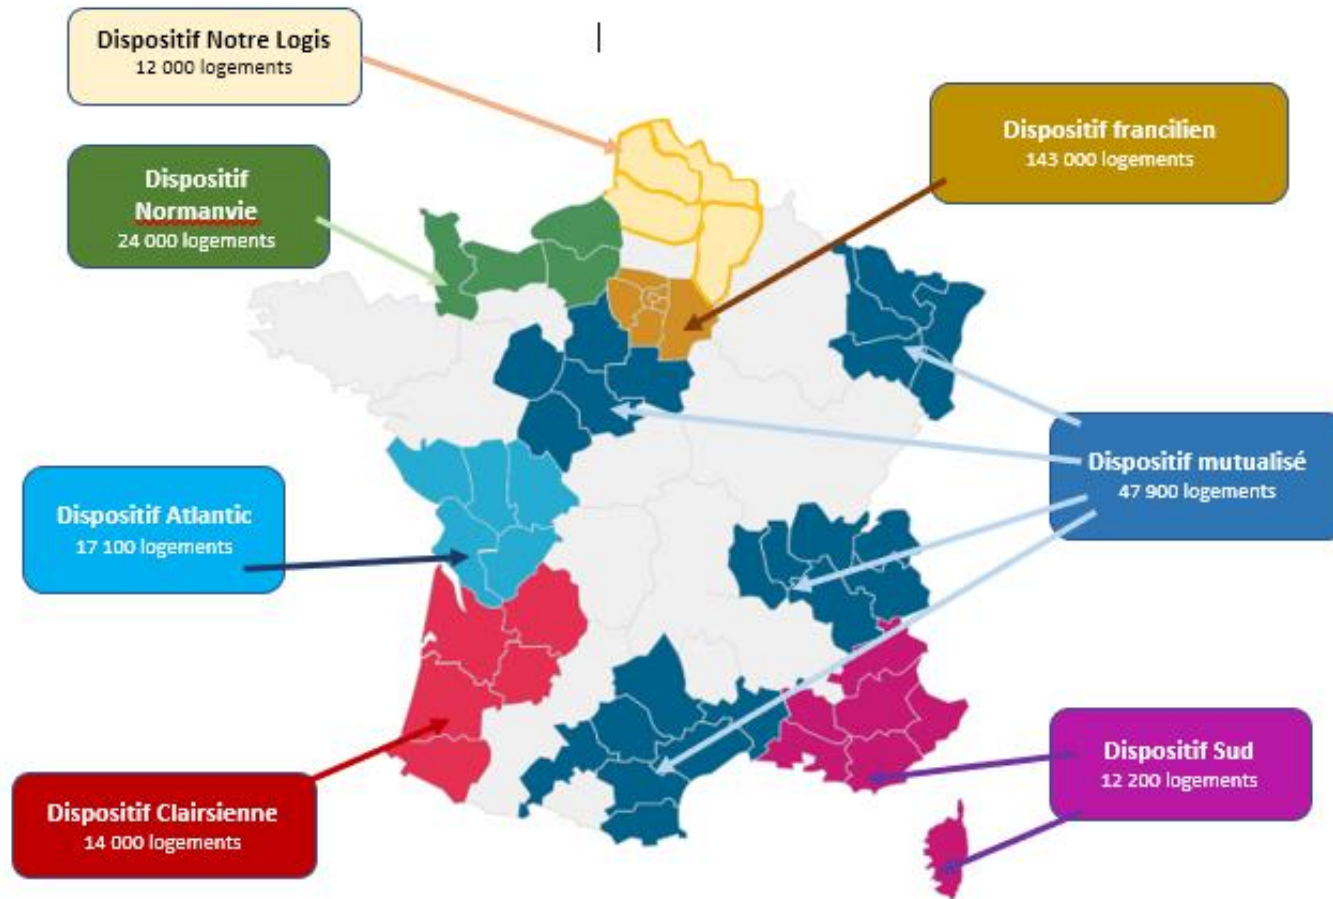 Dispositif Notre Logis
12 000 logements
Dispositif francilien
143 000 logements
Dispositif
Normanvie
24 000 logements
Dispositif mutualisé
47 900 logements
Dispositif Atlantic
17 100 logements
Dispositif Sud
12 200 logements
Dispositif Clairsienne
14 000 logements